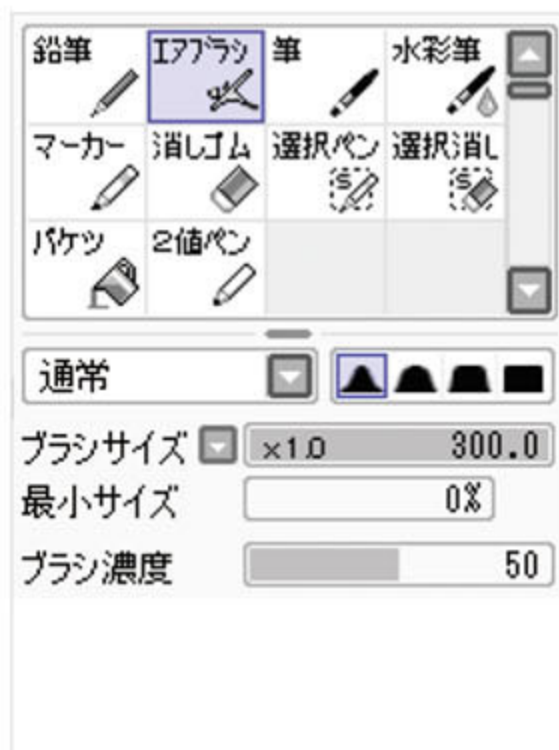 鉛筆 エアブラシ 筆 水彩筆
マーカー 消しゴム 選択ペン 選択消し
バケツ 2値ペン
通常
ブラシサイズ ×1.0 300.0
最小サイズ 0%
ブラシ濃度 50